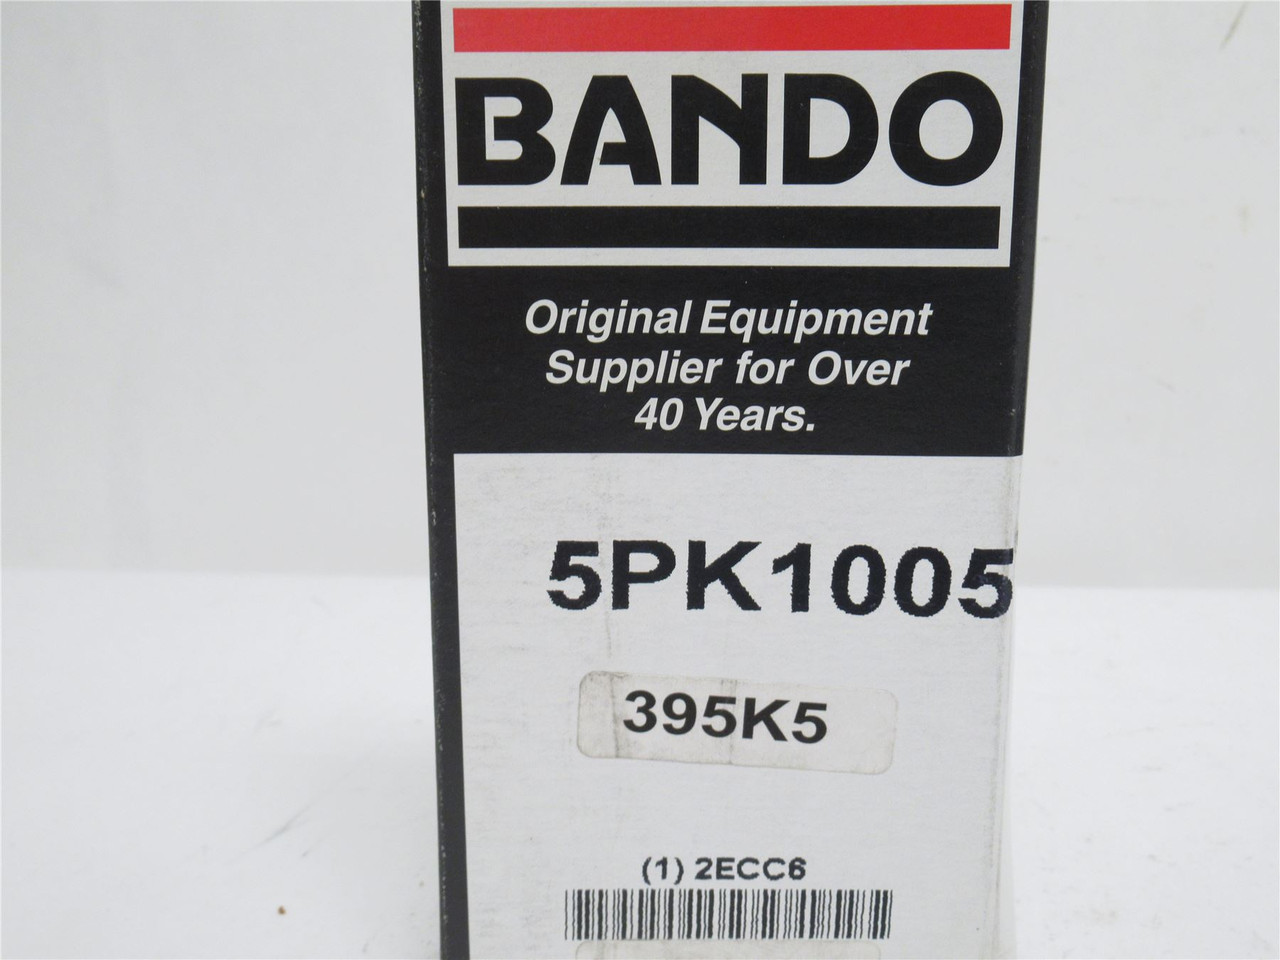 BANDO
Original Equipment
Supplier for Over
40 Years.
5PK1005
395K5
(1) 2ECC6